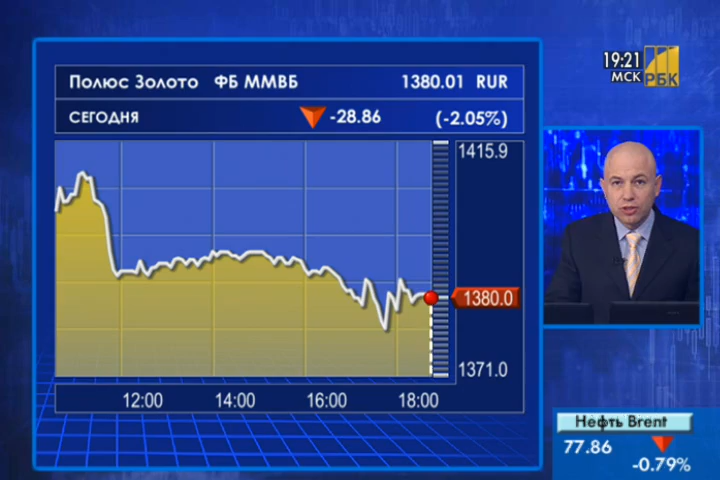 Полюс Золото ФБ ММВБ 1380.01 RUR
СЕГОДНЯ -28.86 (-2.05%)
1415.9
1380.0
1371.0
12:00 14:00 16:00 18:00
19:21
МСК РБК
Нефть Brent
77.86
-0.79%